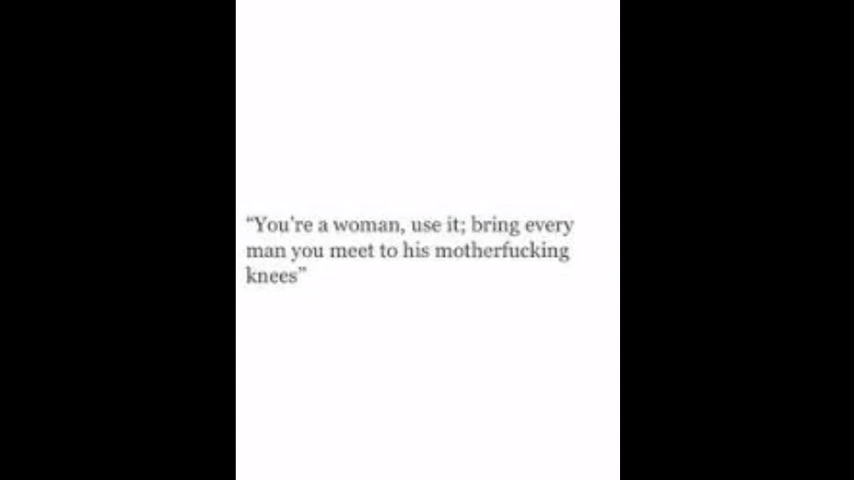 “You're a woman, use it; bring every
man you meet to his motherfucking
knees”